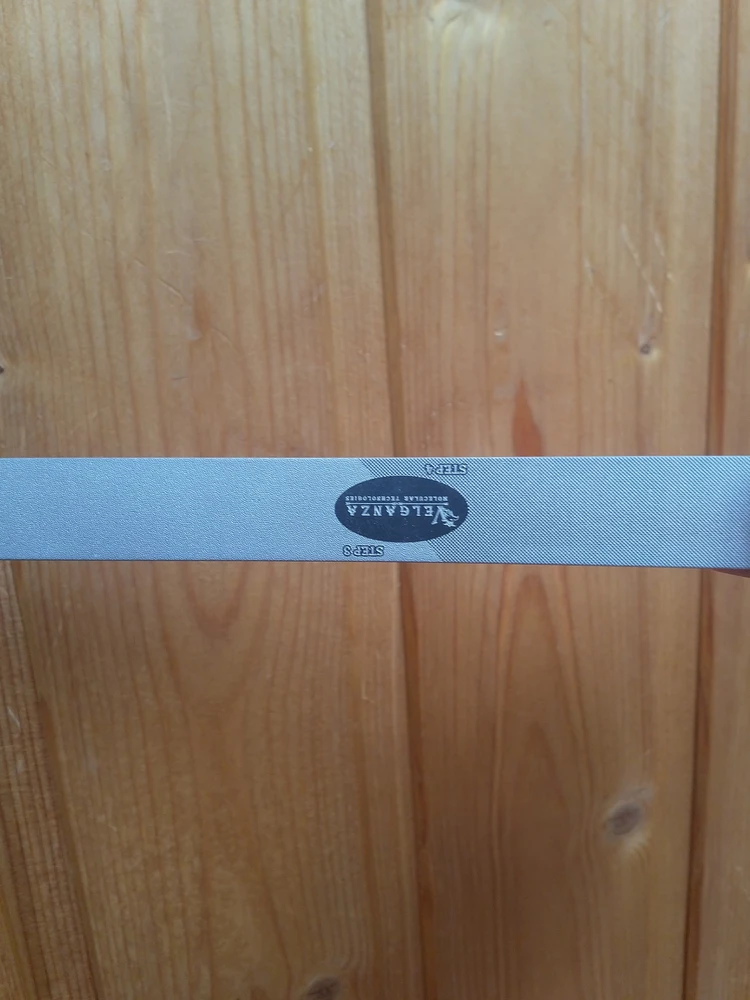 STEP 3
VELGANZA
MOLECULAR TECHNOLOGIES
STEP 4